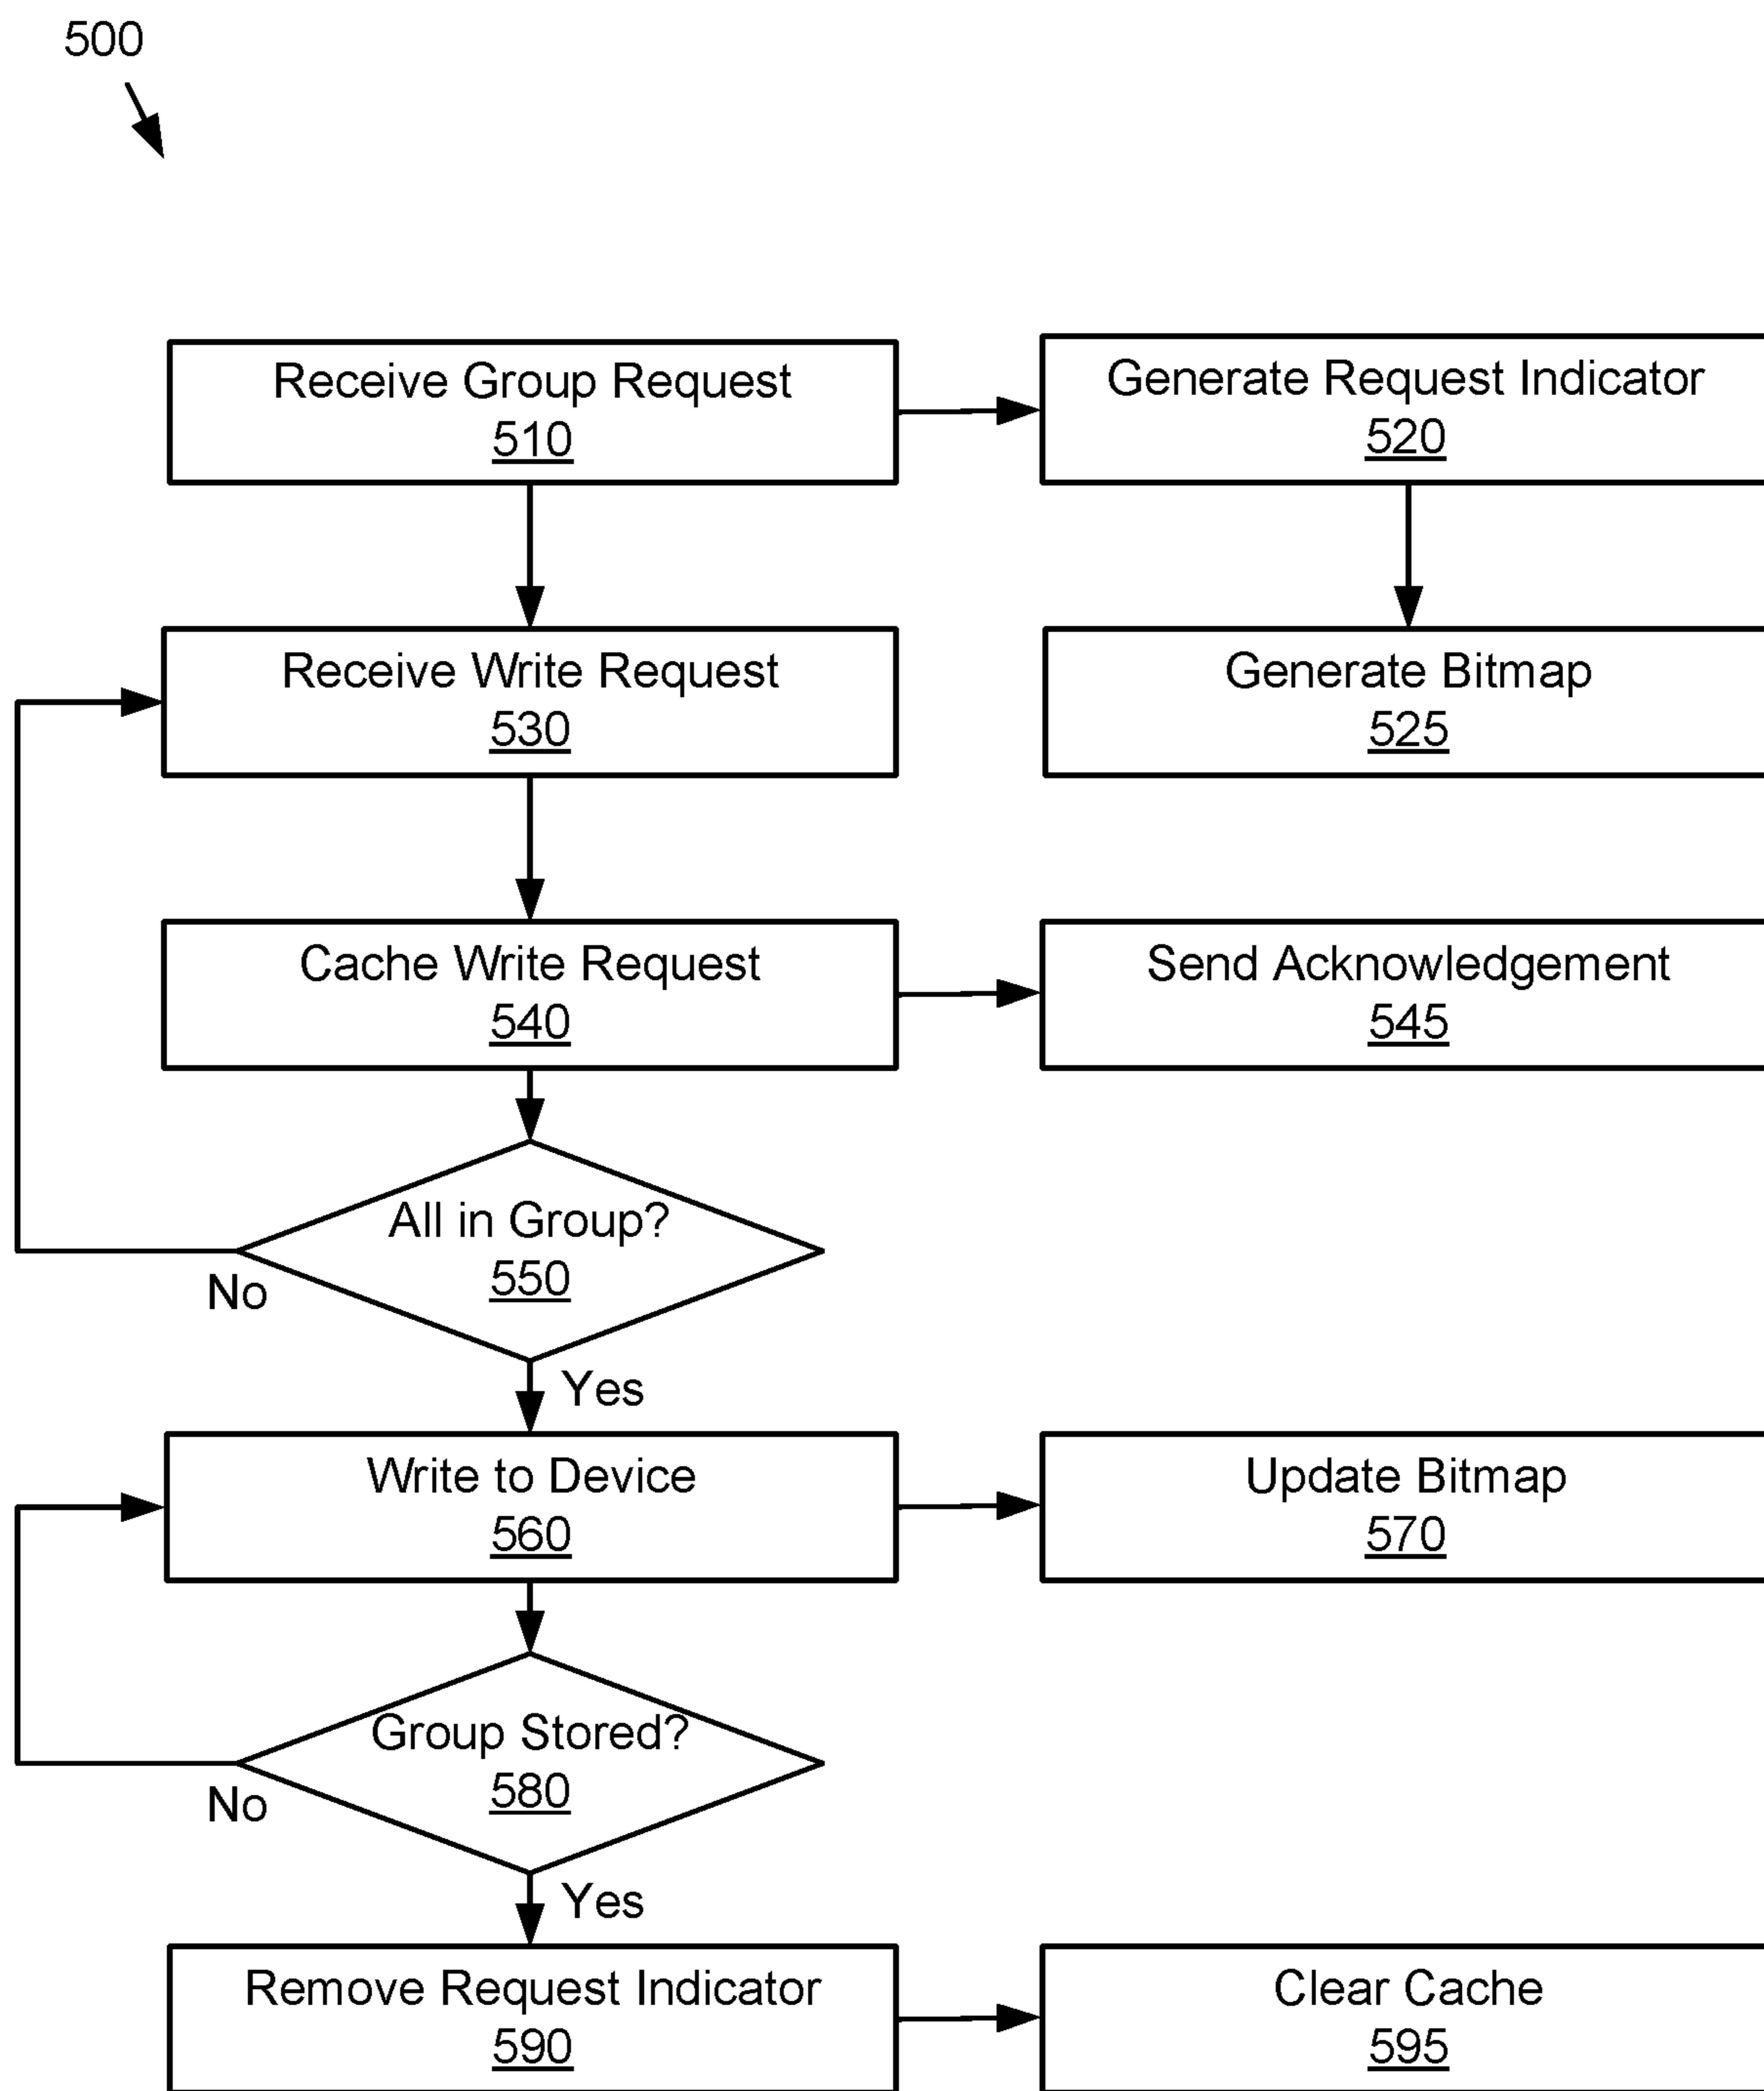 500
Receive Group Request
510
Generate Request Indicator
520
Receive Write Request
530
Generate Bitmap
525
Cache Write Request
540
Send Acknowledgement
545
All in Group?
550
No
Yes
Write to Device
560
Update Bitmap
570
Group Stored?
580
No
Yes
Remove Request Indicator
590
Clear Cache
595